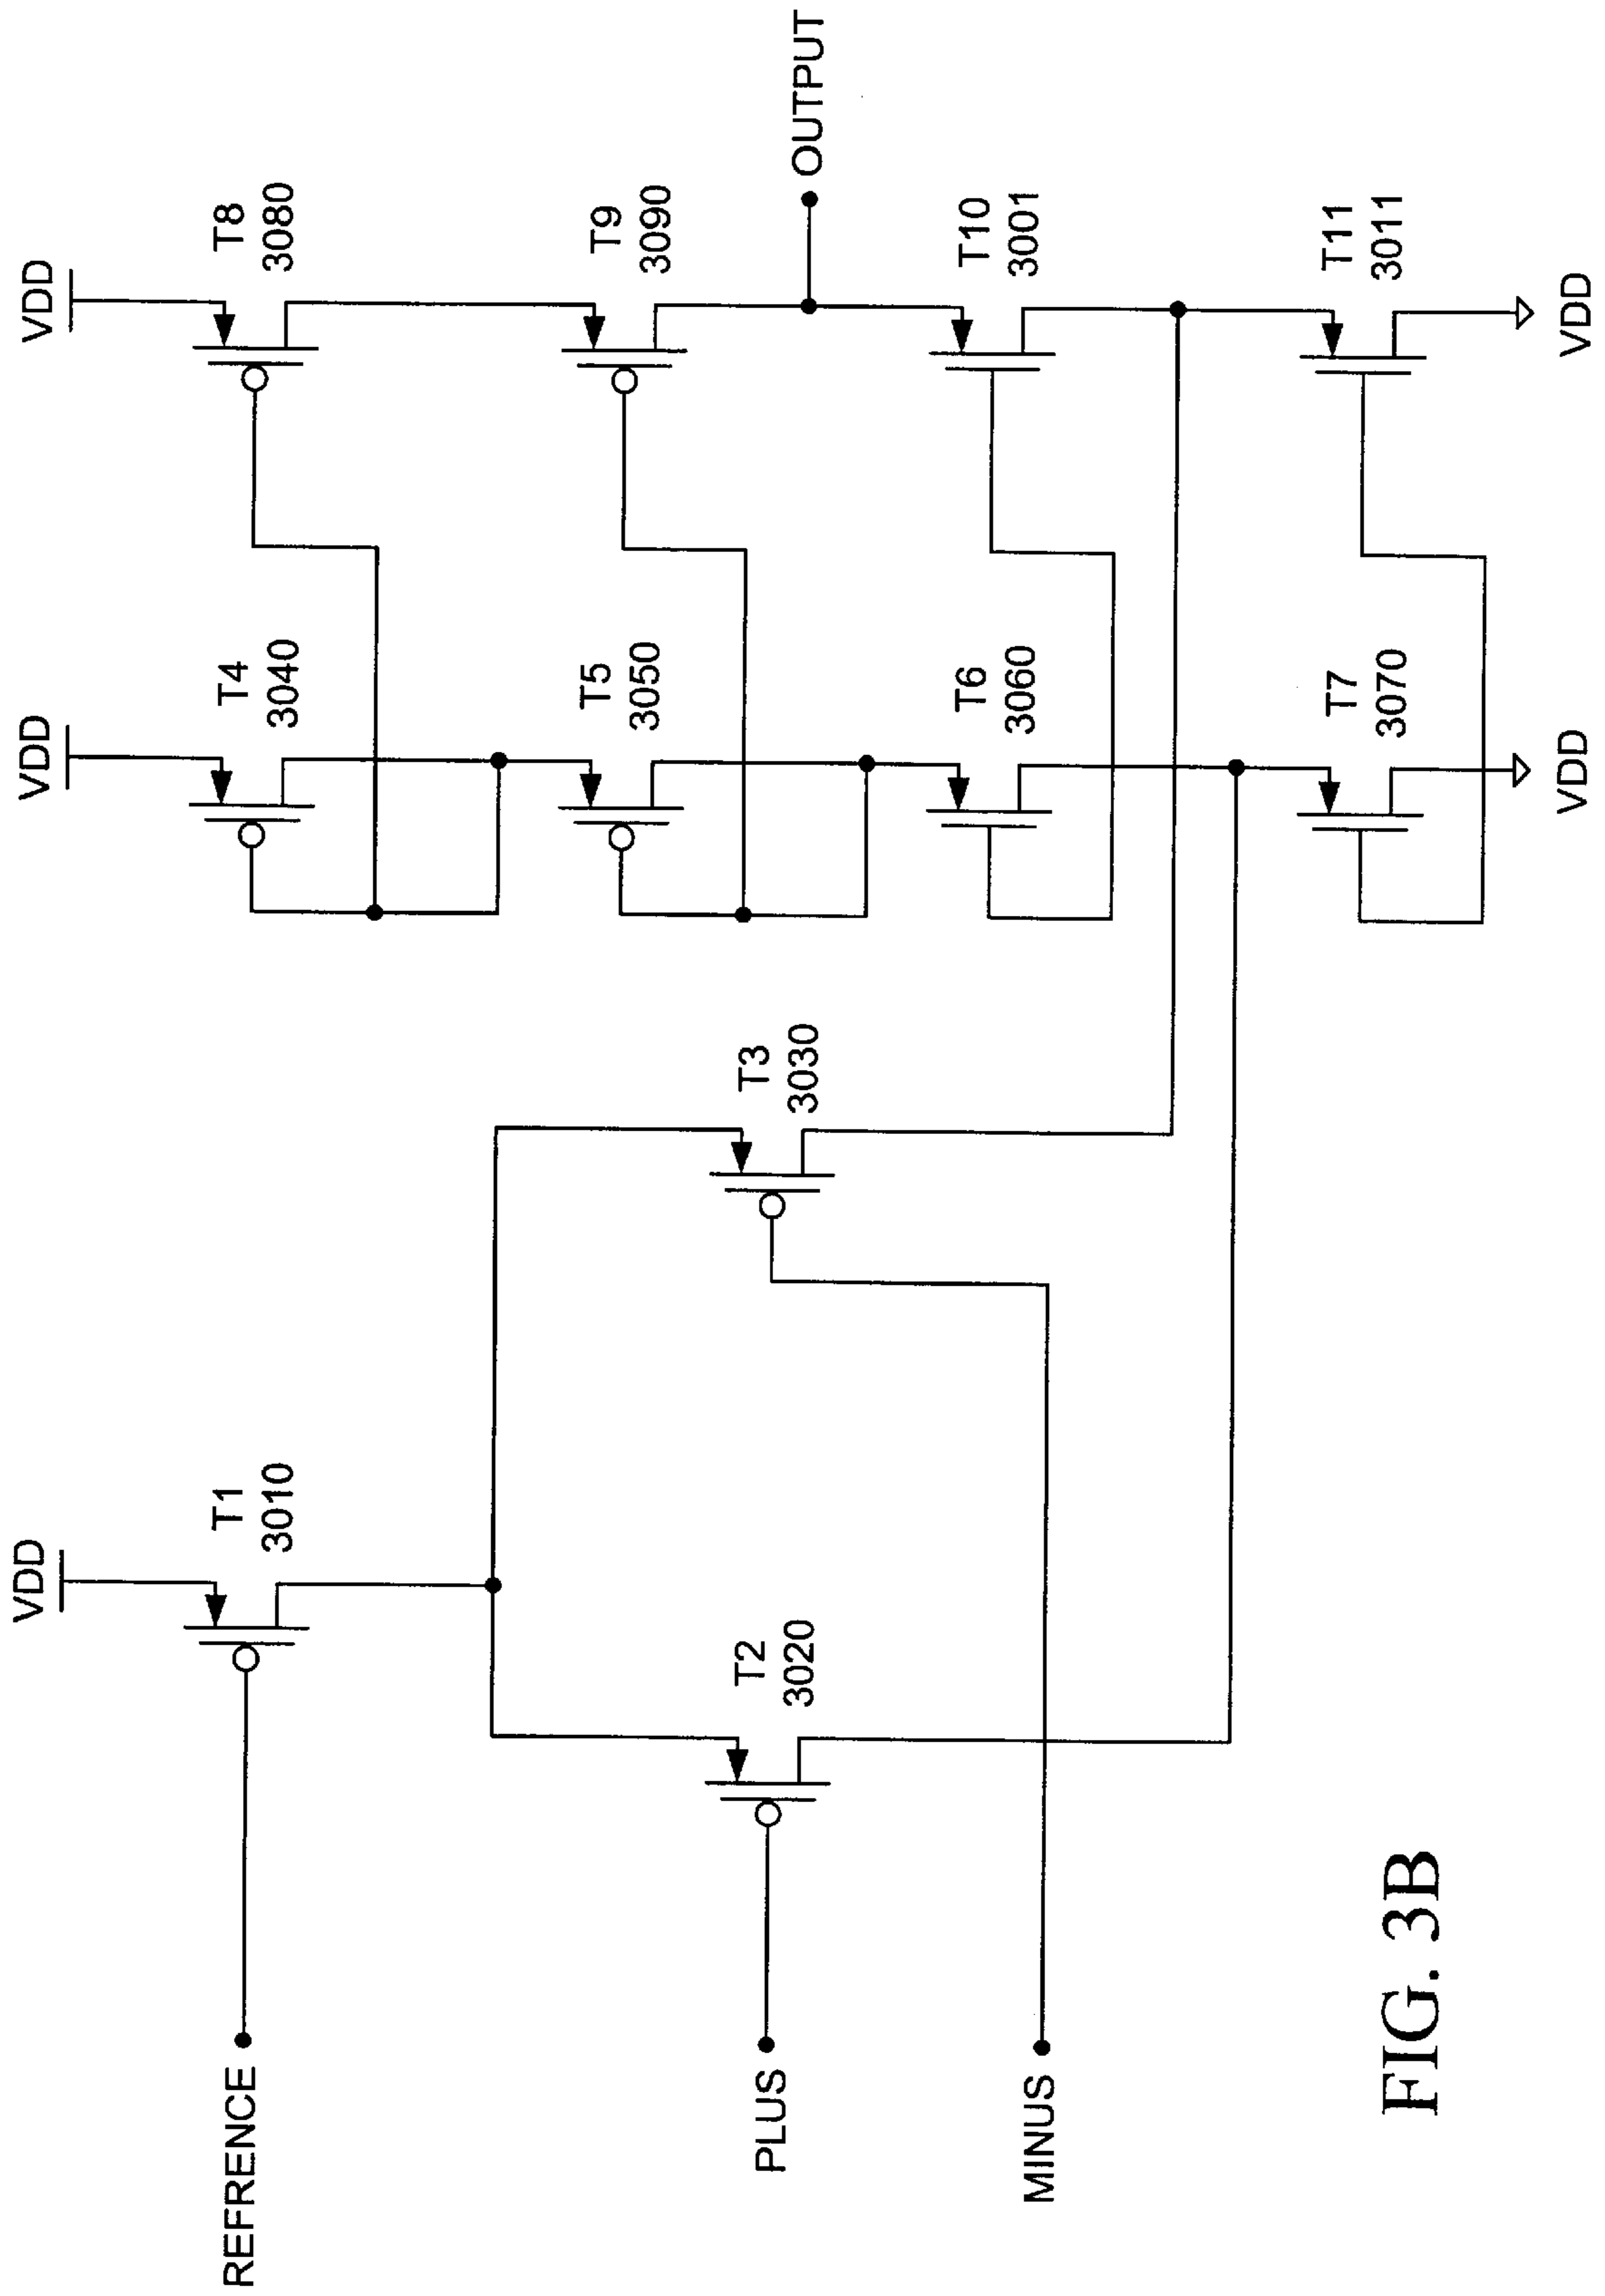 VDD
VDD
VDD
T1
3010
T4
3040
T8
3080
REFRENCE
T2
3020
T3
3030
T5
3050
T9
3090
PLUS
OUTPUT
MINUS
T6
3060
T10
3001
T7
3070
T11
3011
VDD
VDD
FIG. 3B